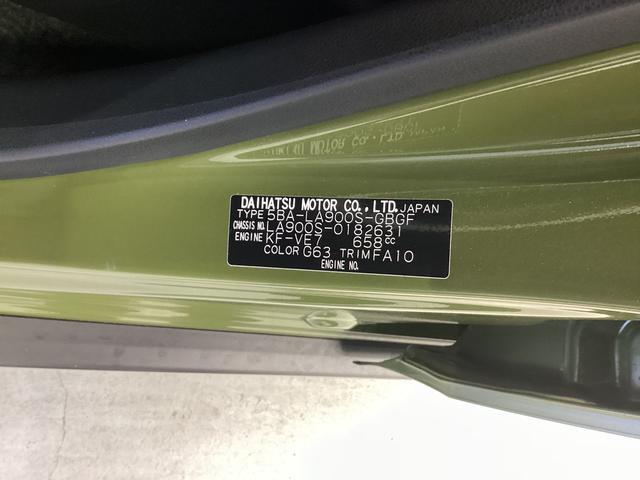 DAIHATSU MOTOR CO., LTD. JAPAN
TYPE 5BA-LA900S-GBGF
CHASSIS NO. LA900S-0182631
ENGINE KF-VE7 658cc
COLOR G63 TRIM FA10
ENGINE NO.